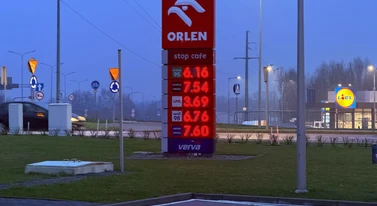 ORLEN
stop cafe
6.16
7.54
3.69
6.76
7.60
verva